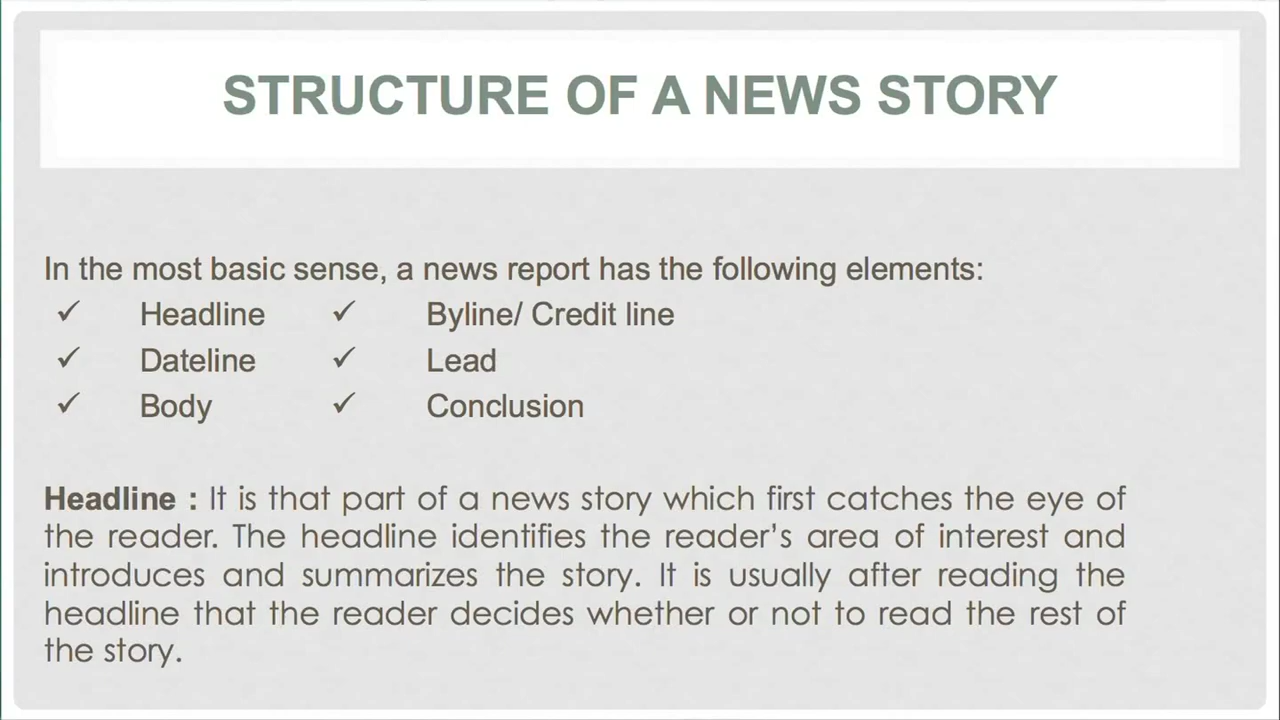 STRUCTURE OF A NEWS STORY
In the most basic sense, a news report has the following elements:
✓ Headline ✓ Byline/ Credit line
✓ Dateline ✓ Lead
✓ Body ✓ Conclusion
Headline : It is that part of a news story which first catches the eye of
the reader. The headline identifies the reader’s area of interest and
introduces and summarizes the story. It is usually after reading the
headline that the reader decides whether or not to read the rest of
the story.